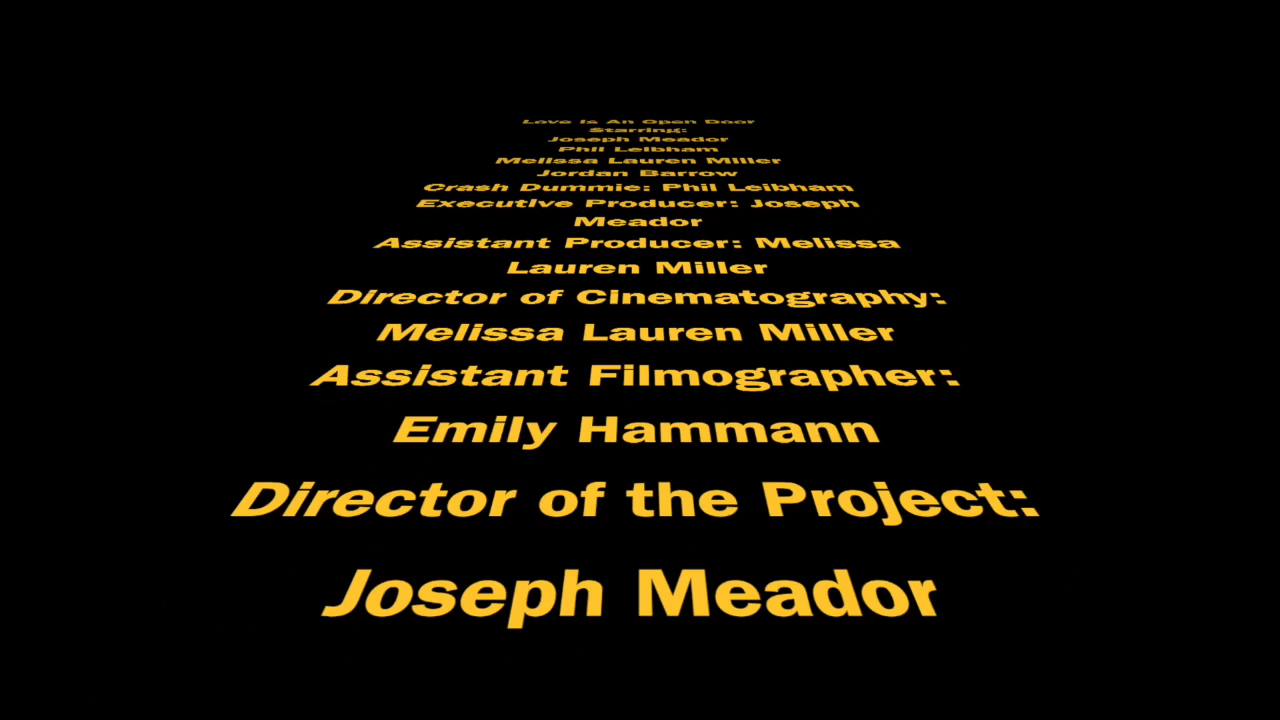 Love Is An Open Door
Starring:
Joseph Meador
Phil Leibham
Melissa Lauren Miller
Jordan Barrow
Crash Dummie: Phil Leibham
Executive Producer: Joseph
Meador
Assistant Producer: Melissa
Lauren Miller
Director of Cinematography:
Melissa Lauren Miller
Assistant Filmographer:
Emily Hammann
Director of the Project:
Joseph Meador